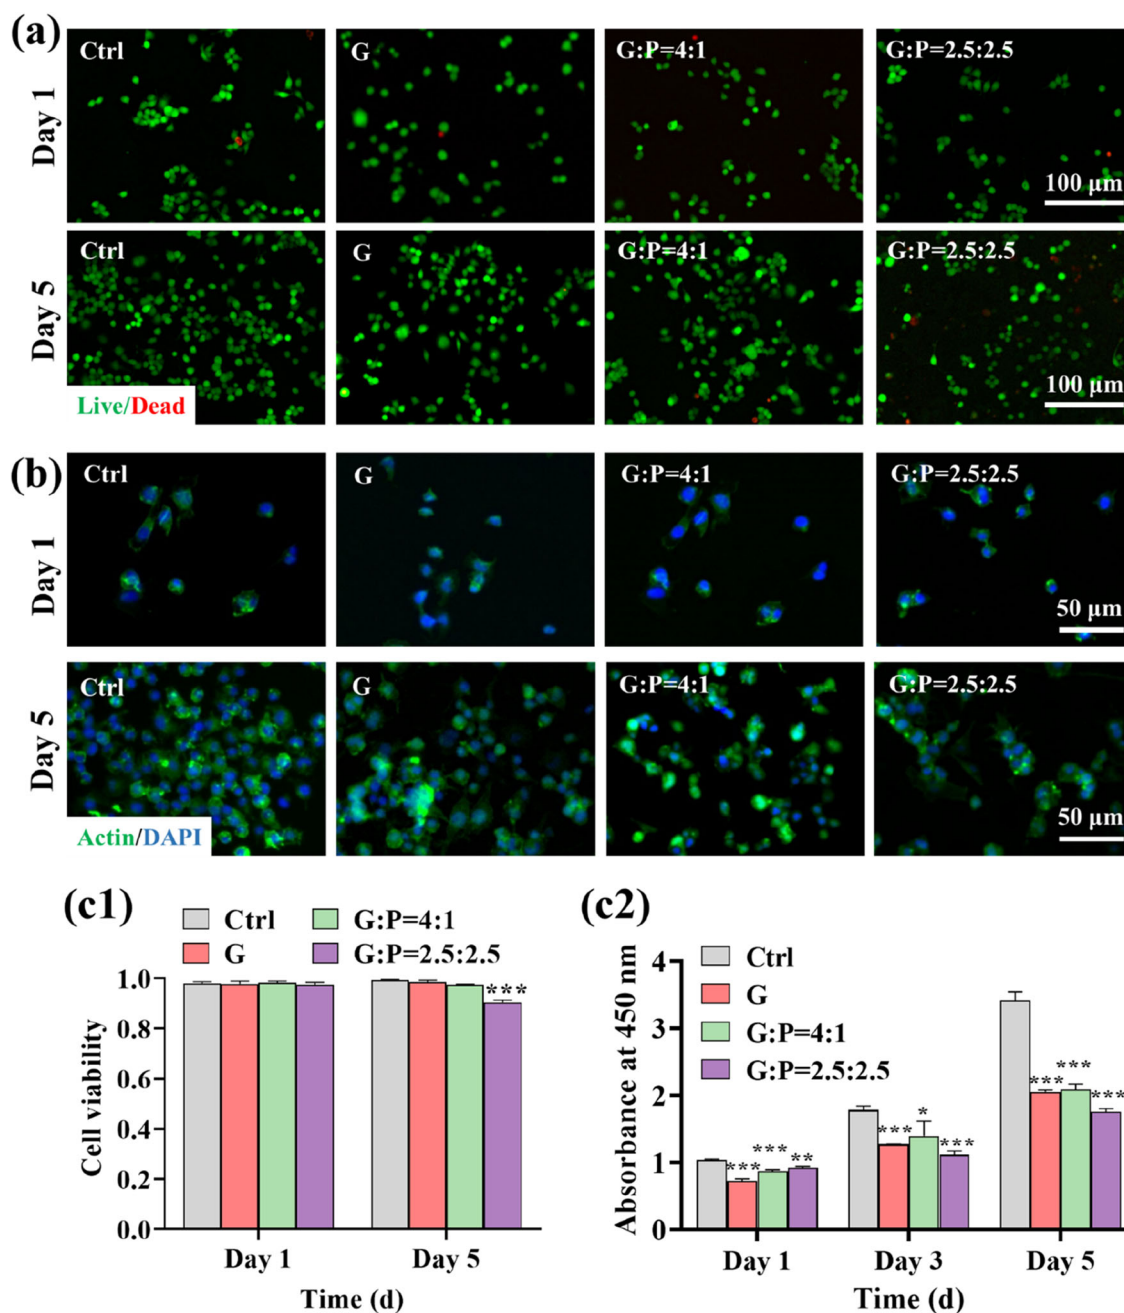 (a)
Day 1
Ctrl
G
G:P=4:1
G:P=2.5:2.5
100 μm
Day 5
Ctrl
G
G:P=4:1
G:P=2.5:2.5
Live/Dead
100 μm
(b)
Day 1
Ctrl
G
G:P=4:1
G:P=2.5:2.5
50 μm
Day 5
Ctrl
G
G:P=4:1
G:P=2.5:2.5
Actin/DAPI
50 μm
(c1)
Ctrl
G:P=4:1
G
G:P=2.5:2.5
Cell viability
1.0
0.8
0.6
0.4
0.2
0.0
***
Day 1
Day 5
Time (d)
(c2)
Ctrl
G
G:P=4:1
G:P=2.5:2.5
Absorbance at 450 nm
4
3
2
1
0
***
***
**
***
*
***
***
***
***
Day 1
Day 3
Day 5
Time (d)